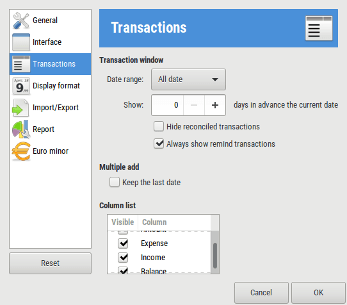 General
Interface
Transactions
Display format
Import/Export
Report
Euro minor
Reset
Transactions
Transaction window
Date range: All date
Show: 0 days in advance the current date
Hide reconciled transactions
Always show remind transactions
Multiple add
Keep the last date
Column list
Visible Column
Expense
Income
Balance
Cancel OK